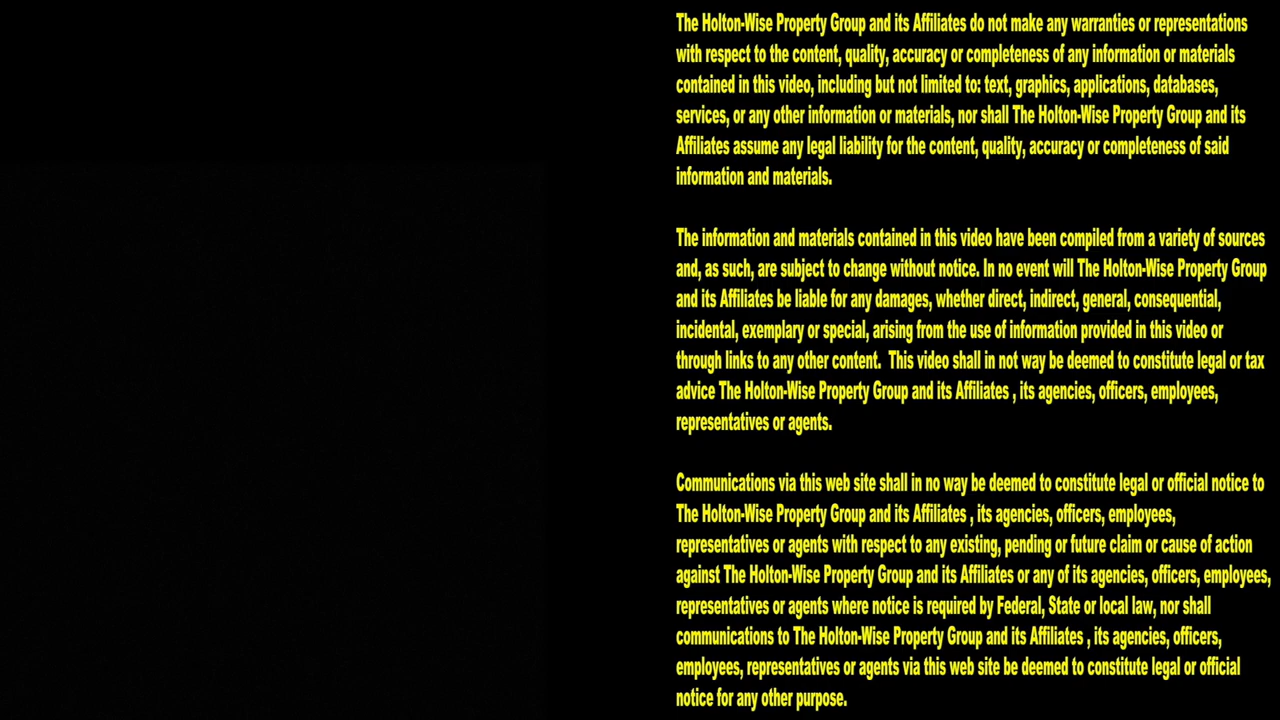 The Holton-Wise Property Group and its Affiliates do not make any warranties or representations
with respect to the content, quality, accuracy or completeness of any information or materials
contained in this video, including but not limited to: text, graphics, applications, databases,
services, or any other information or materials, nor shall The Holton-Wise Property Group and its
Affiliates assume any legal liability for the content, quality, accuracy or completeness of said
information and materials.
The information and materials contained in this video have been compiled from a variety of sources
and, as such, are subject to change without notice. In no event will The Holton-Wise Property Group
and its Affiliates be liable for any damages, whether direct, indirect, general, consequential,
incidental, exemplary or special, arising from the use of information provided in this video or
through links to any other content.  This video shall in not way be deemed to constitute legal or tax
advice The Holton-Wise Property Group and its Affiliates , its agencies, officers, employees,
representatives or agents.
Communications via this web site shall in no way be deemed to constitute legal or official notice to
The Holton-Wise Property Group and its Affiliates , its agencies, officers, employees,
representatives or agents with respect to any existing, pending or future claim or cause of action
against The Holton-Wise Property Group and its Affiliates or any of its agencies, officers, employees,
representatives or agents where notice is required by Federal, State or local law, nor shall
communications to The Holton-Wise Property Group and its Affiliates , its agencies, officers,
employees, representatives or agents via this web site be deemed to constitute legal or official
notice for any other purpose.